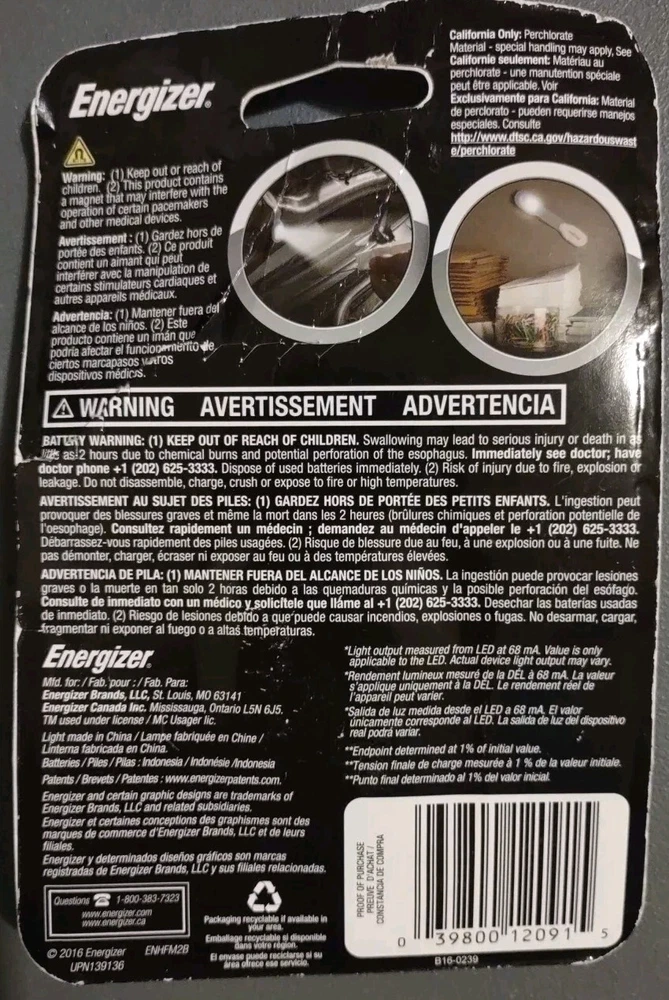 Energizer.
California Only: Perchlorate
Material - special handling may apply, See
Californie seulement: Matériau au
perchlorate - une manutention spéciale
peut être applicable. Voir
Exclusivamente para California: Material
de perclorato - pueden requerirse manejos
especiales. Consulte
http://www.dtsc.ca.gov/hazardouswast
e/perchlorate
Warning: (1) Keep out or reach of
children. (2) This product contains
a magnet that may interfere with the
operation of certain pacemakers
and other medical devices.
Avertissement : (1) Gardez hors de
portée des enfants. (2) Ce produit
contient un aimant qui peut
interférer avec la manipulation de
certains stimulateurs cardiaques et
autres appareils médicaux.
Advertencia: (1) Mantener fuera del
alcance de los niños. (2) Este
producto contiene un imán que
podría afectar el funcionamiento de
ciertos marcapasos
dispositivos médicos.
WARNING AVERTISSEMENT ADVERTENCIA
BATTERY WARNING: (1) KEEP OUT OF REACH OF CHILDREN. Swallowing may lead to serious injury or death in as
as 2 hours due to chemical burns and potential perforation of the esophagus. Immediately see doctor; have
doctor phone +1 (202) 625-3333. Dispose of used batteries immediately. (2) Risk of injury due to fire, explosion or
leakage. Do not disassemble, charge, crush or expose to fire or high temperatures.
AVERTISSEMENT AU SUJET DES PILES: (1) GARDEZ HORS DE PORTÉE DES PETITS ENFANTS. L'ingestion peut
provoquer des blessures graves et même la mort dans les 2 heures (brûlures chimiques et perforation potentielle de
l'oesophage). Consultez rapidement un médecin ; demandez au médecin d'appeler le +1 (202) 625-3333.
Débarrassez-vous rapidement des piles usagées. (2) Risque de blessure due au feu, à une explosion ou à une fuite. Ne
pas démonter, charger, écraser ni exposer au feu ou à des températures élevées.
ADVERTENCIA DE PILA: (1) MANTENER FUERA DEL ALCANCE DE LOS NIÑOS. La ingestión puede provocar lesiones
graves o la muerte en tan solo 2 horas debido a las quemaduras químicas y la posible perforación del esófago.
Consulte de inmediato con un médico y solicítele que llame al +1 (202) 625-3333. Desechar las baterías usadas
de inmediato. (2) Riesgo de lesiones debido a que puede causar incendios, explosiones o fugas. No desarmar, cargar,
fragmentar ni exponer al fuego o a altas temperaturas.
Energizer.
Mfd. for: / Fab. pour : / Fab. Para:
Energizer Brands, LLC, St. Louis, MO 63141
Energizer Canada Inc. Mississauga, Ontario L5N 6J5.
TM used under license / MC Usager lic.
Light made in China / Lampe fabriquée en Chine /
Linterna fabricada en China.
Batteries / Piles / Pilas : Indonesia / Indonésie /Indonesia
Patents / Brevets / Patentes : www.energizerpatents.com.
Energizer and certain graphic designs are trademarks of
Energizer Brands, LLC and related subsidiaries.
Energizer et certaines conceptions des graphismes sont des
marques de commerce d'Energizer Brands, LLC et de leurs
filiales.
Energizer y determinados diseños gráficos son marcas
registradas de Energizer Brands, LLC y sus filiales relacionadas.
*Light output measured from LED at 68 mA. Value is only
applicable to the LED. Actual device light output may vary.
*Rendement lumineux mesuré de la DÉL à 68 mA. La valeur
s'applique uniquement à la DÉL. Le rendement réel de
l'appareil peut varier.
*Salida de luz medida desde el LED a 68 mA. El valor
únicamente corresponde al LED. La salida de luz del dispositivo
real podrá variar.
**Endpoint determined at 1% of initial value.
**Tension finale de charge mesurée à 1 % de la valeur initiale.
**Punto final determinado al 1% del valor inicial.
Questions 1-800-383-7323
www.energizer.com
www.energizer.ca
© 2016 Energizer
UPN139136
ENHFM2B
Packaging recyclable if available in
your area.
Emballage recyclable si disponible
dans votre région.
El envase puede reciclarse si su
área ofrece ese servicio.
PROOF OF PURCHASE
PREUVE D'ACHAT /
CONSTANCIA DE COMPRA
0 39800 12091 5
B16-0239